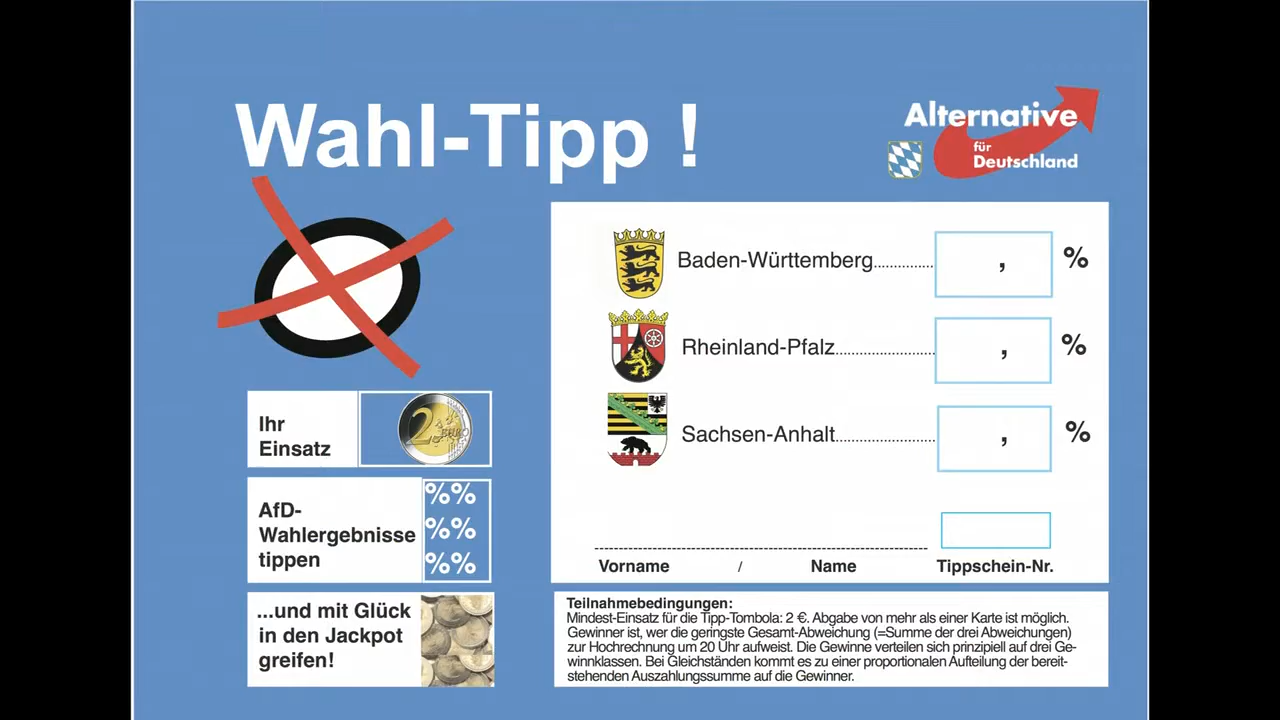 Wahl-Tipp !
Alternative
für
Deutschland
Baden-Württemberg.............. , %
Rheinland-Pfalz...................... , %
Sachsen-Anhalt...................... , %
Vorname / Name Tippschein-Nr.
Ihr
Einsatz
2 EURO
AfD-
Wahlergebnisse
tippen
%%
%%
%%
...und mit Glück
in den Jackpot
greifen!
Teilnahmebedingungen:
Mindest-Einsatz für die Tipp-Tombola: 2 €. Abgabe von mehr als einer Karte ist möglich.
Gewinner ist, wer die geringste Gesamt-Abweichung (=Summe der drei Abweichungen)
zur Hochrechnung um 20 Uhr aufweist. Die Gewinne verteilen sich prinzipiell auf drei Ge-
winnklassen. Bei Gleichständen kommt es zu einer proportionalen Aufteilung der bereit-
stehenden Auszahlungssumme auf die Gewinner.